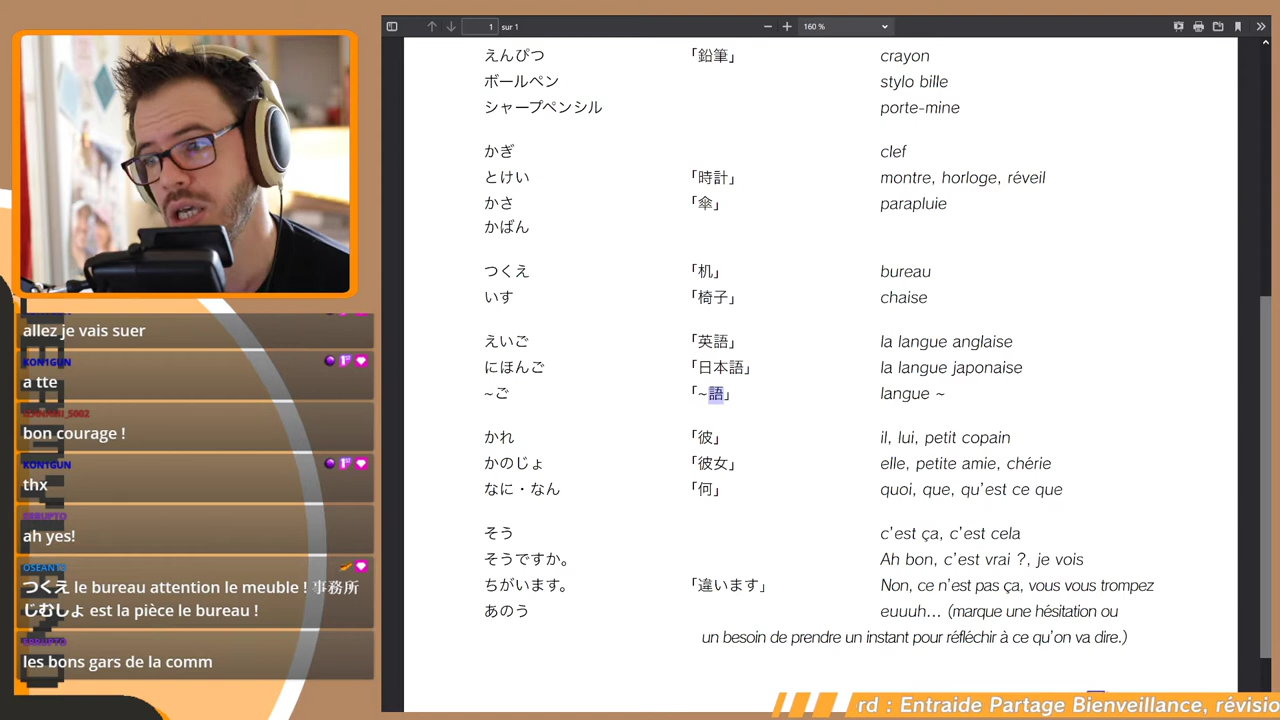 1 sur 1
160 %
えんぴつ 「鉛筆」 crayon
ボールペン stylo bille
シャープペンシル porte-mine
かぎ clef
とけい 「時計」 montre, horloge, réveil
かさ 「傘」 parapluie
かばん
つくえ 「机」 bureau
いす 「椅子」 chaise
えいご 「英語」 la langue anglaise
にほんご 「日本語」 la langue japonaise
~ご 「~語」 langue ~
かれ 「彼」 il, lui, petit copain
かのじょ 「彼女」 elle, petite amie, chérie
なに・なん 「何」 quoi, que, qu'est ce que
そう c'est ça, c'est cela
そうですか。 Ah bon, c'est vrai ?, je vois
ちがいます。 「違います」 Non, ce n'est pas ça, vous vous trompez
あのう euuuh… (marque une hésitation ou
un besoin de prendre un instant pour réfléchir à ce qu'on va dire.)
allez je vais suer
KON1GUN
a tte
bon courage !
KON1GUN
thx
ah yes!
つくえ le bureau attention le meuble ! 事務所
じむしょ est la pièce le bureau !
les bons gars de la comm
rd : Entraide Partage Bienveillance, révisio